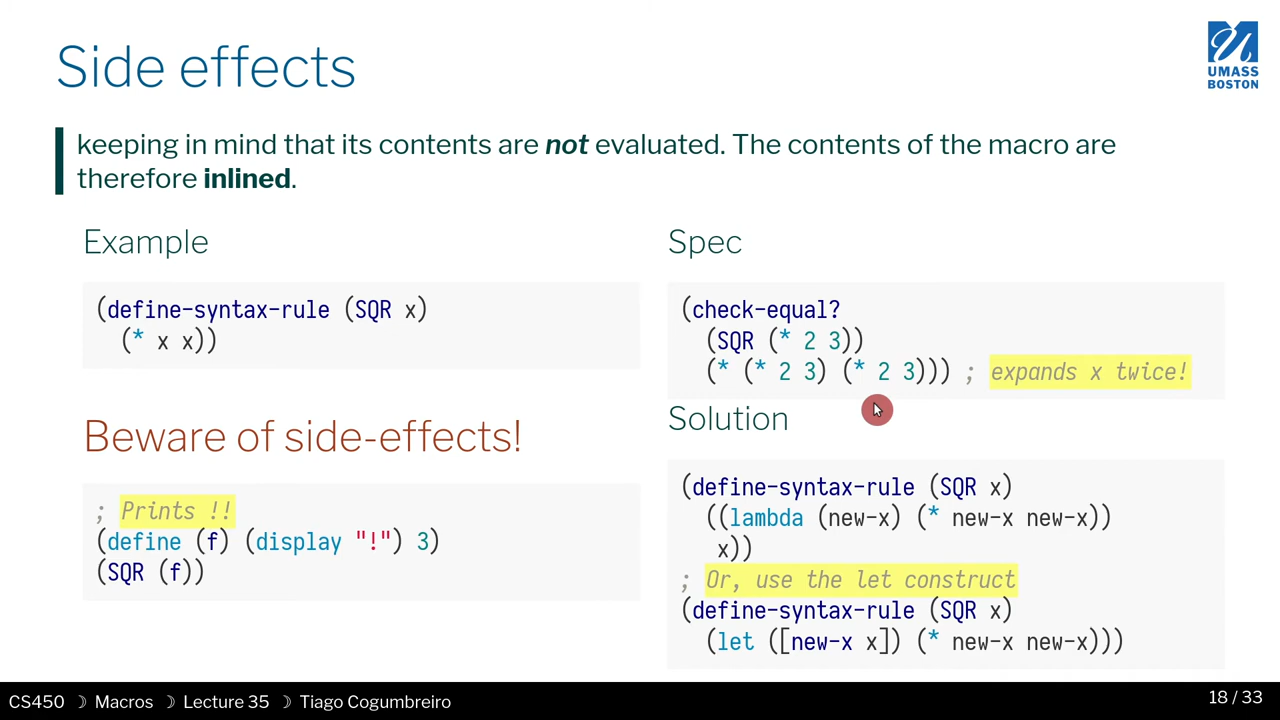 Side effects
UMASS
BOSTON
keeping in mind that its contents are not evaluated. The contents of the macro are
therefore inlined.
Example
(define-syntax-rule (SQR x)
(* x x))
Beware of side-effects!
; Prints !!
(define (f) (display "!") 3)
(SQR (f))
Spec
(check-equal?
(SQR (* 2 3))
(* (* 2 3) (* 2 3))) ; expands x twice!
Solution
(define-syntax-rule (SQR x)
((lambda (new-x) (* new-x new-x))
x))
; Or, use the let construct
(define-syntax-rule (SQR x)
(let ([new-x x]) (* new-x new-x)))
CS450 ☽ Macros ☽ Lecture 35 ☽ Tiago Cogumbreiro
18 / 33